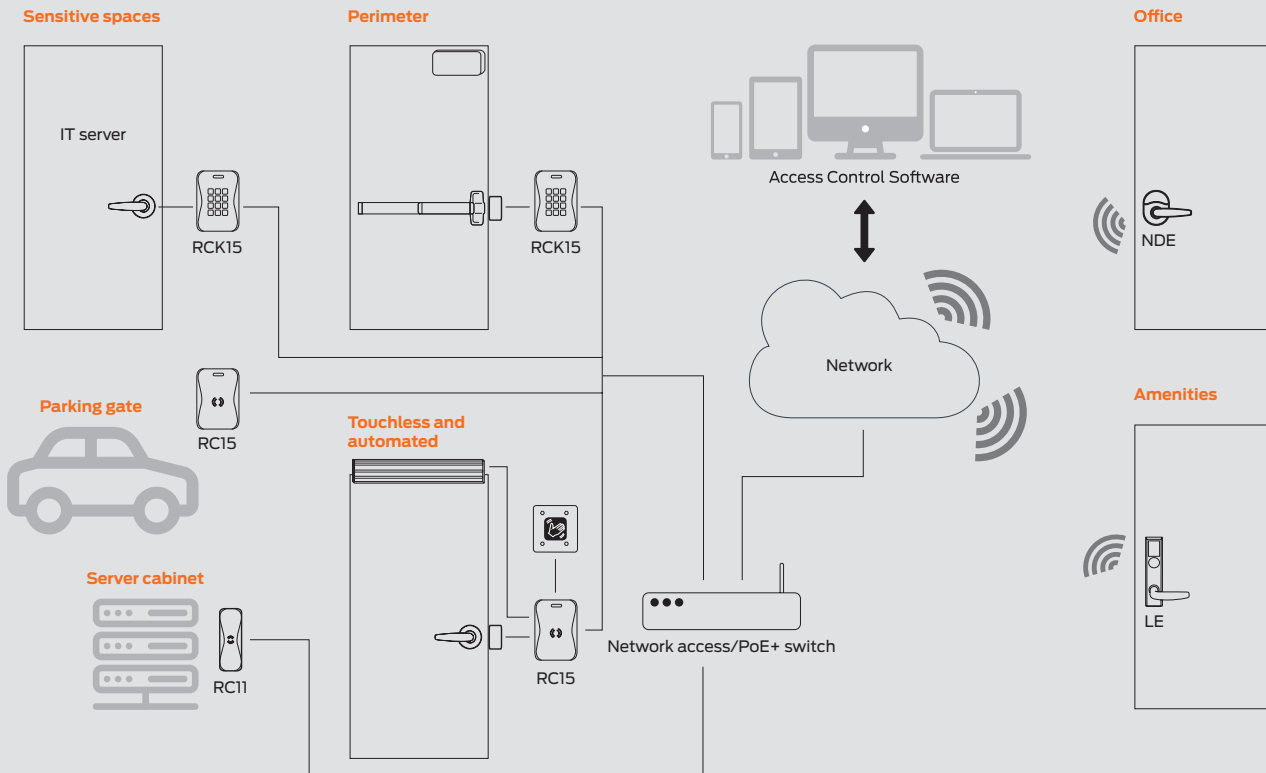 Sensitive spaces
Perimeter
Office
IT server
RCK15
RCK15
Access Control Software
NDE
Network
Parking gate
RC15
Touchless and
automated
Amenities
Server cabinet
RC11
RC15
Network access/PoE+ switch
LE